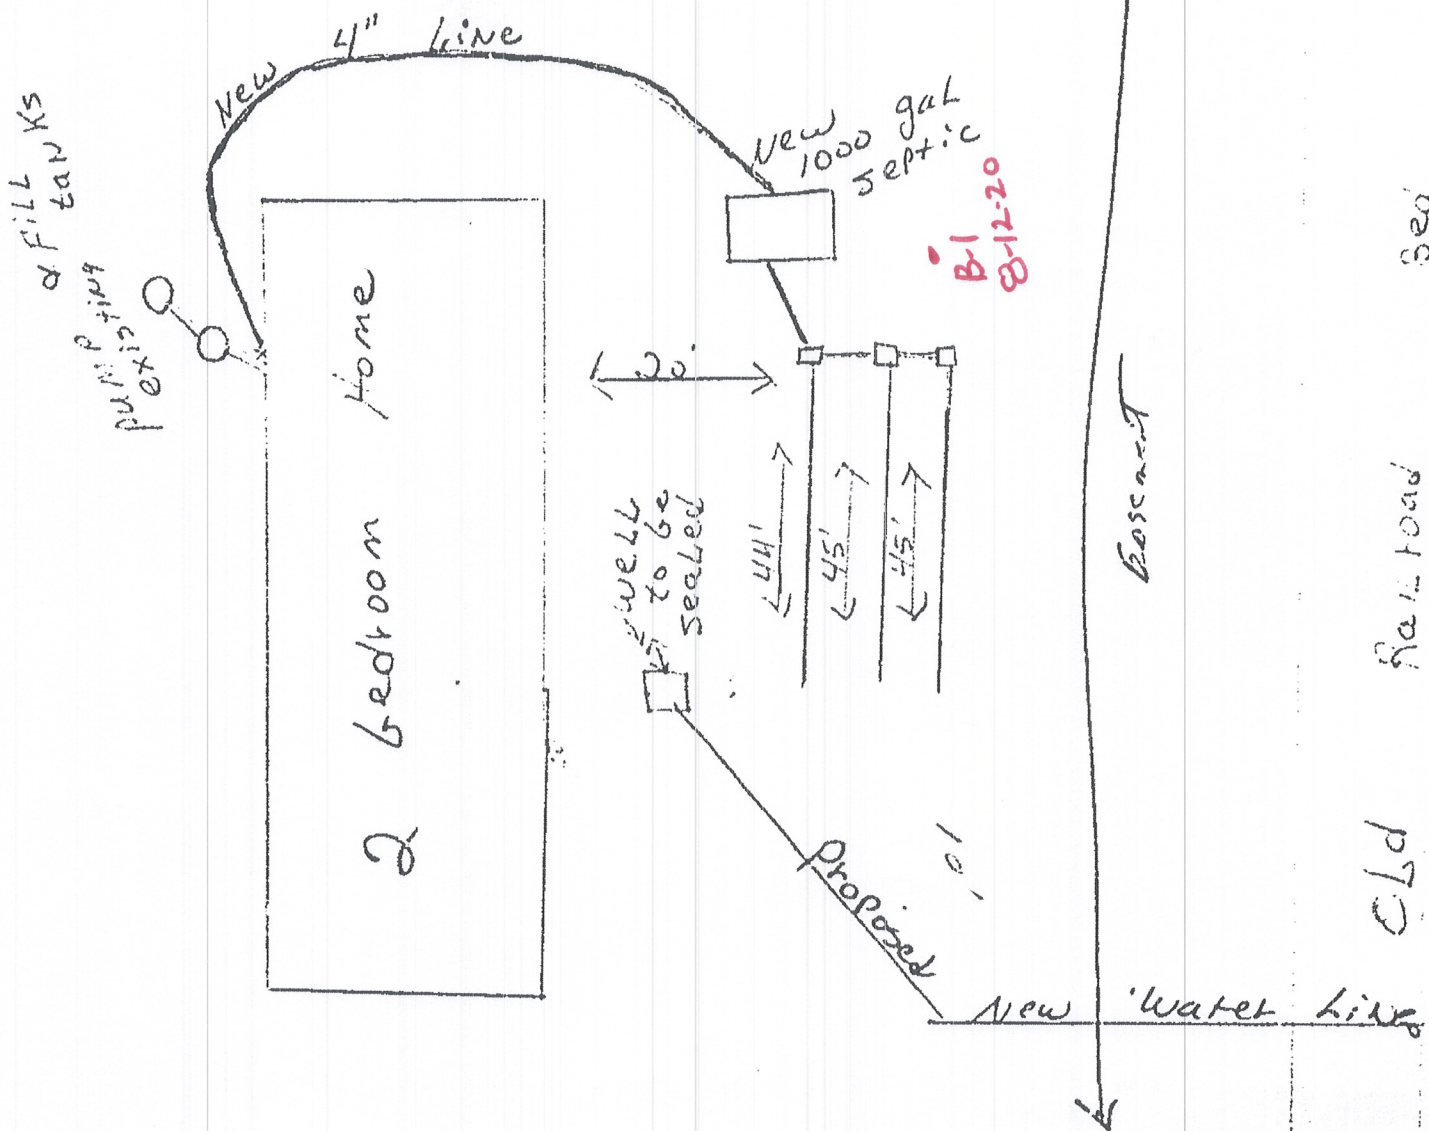 New 4" Line
New
1000 gal
septic
B-1
8-12-20
pump
existing
& Fill
tanks
2 bedroom Home
20'
well
to be
sealed
44'
45'
45'
Easement
Old Railroad Bed
Proposed
10'
New Water Line